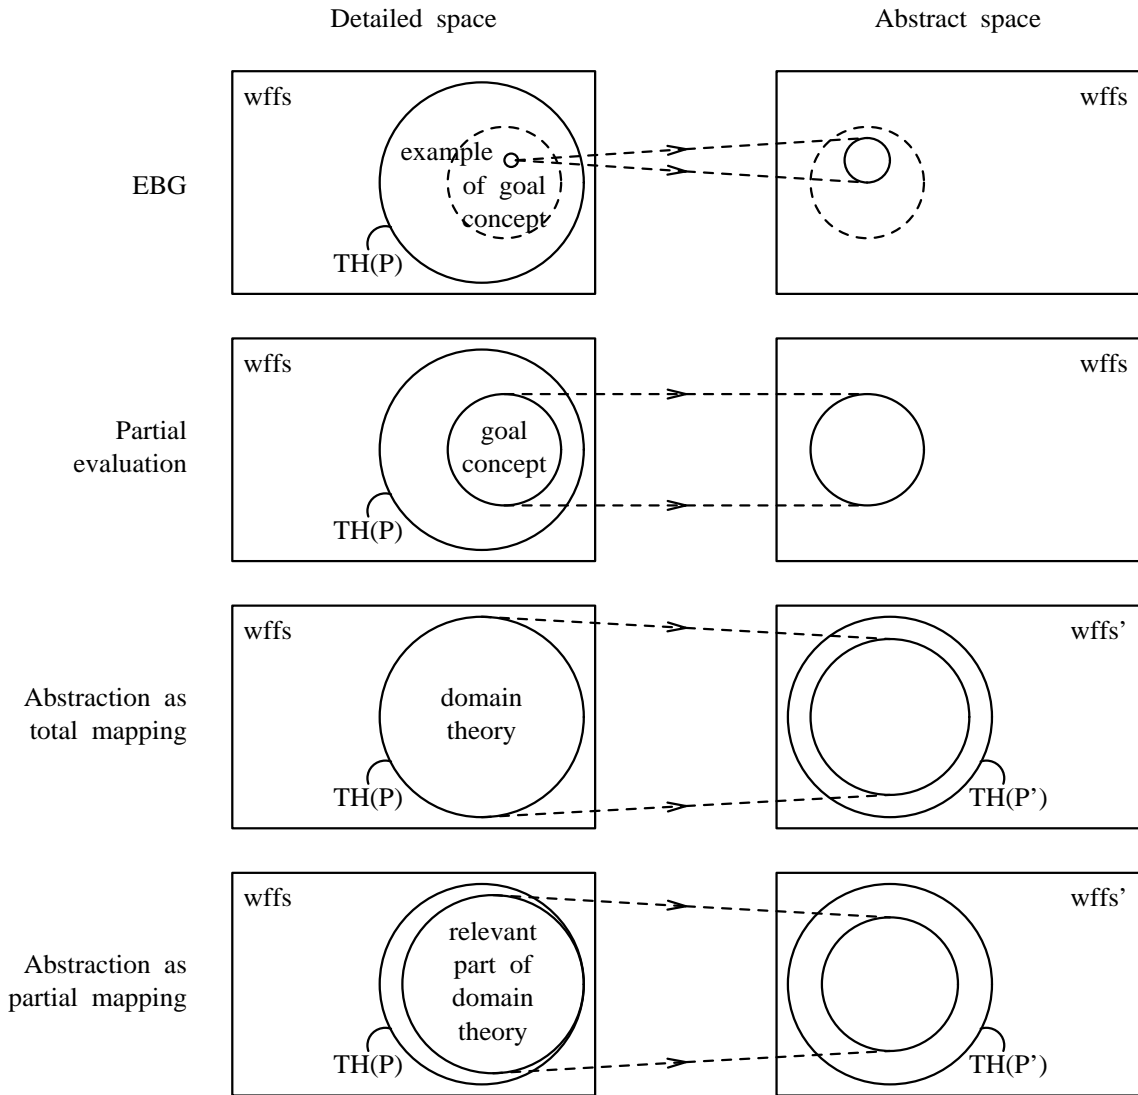 Detailed space
Abstract space
EBG
wffs
example
of goal
concept
TH(P)
wffs
Partial
evaluation
wffs
goal
concept
TH(P)
wffs
Abstraction as
total mapping
wffs
domain
theory
TH(P)
wffs’
TH(P’)
Abstraction as
partial mapping
wffs
relevant
part of
domain
theory
TH(P)
wffs’
TH(P’)